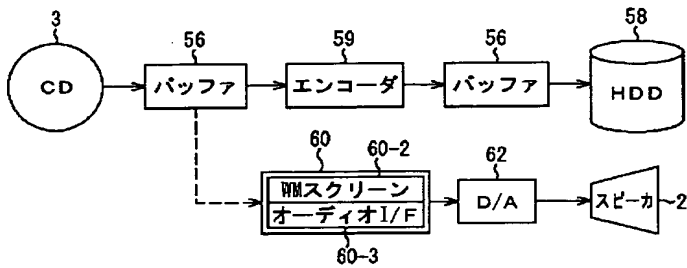 3
56
59
56
58
CD
バッファ
エンコーダ
バッファ
HDD
60
60-2
62
WMスクリーン
オーディオI/F
D/A
スピーカ
2
60-3